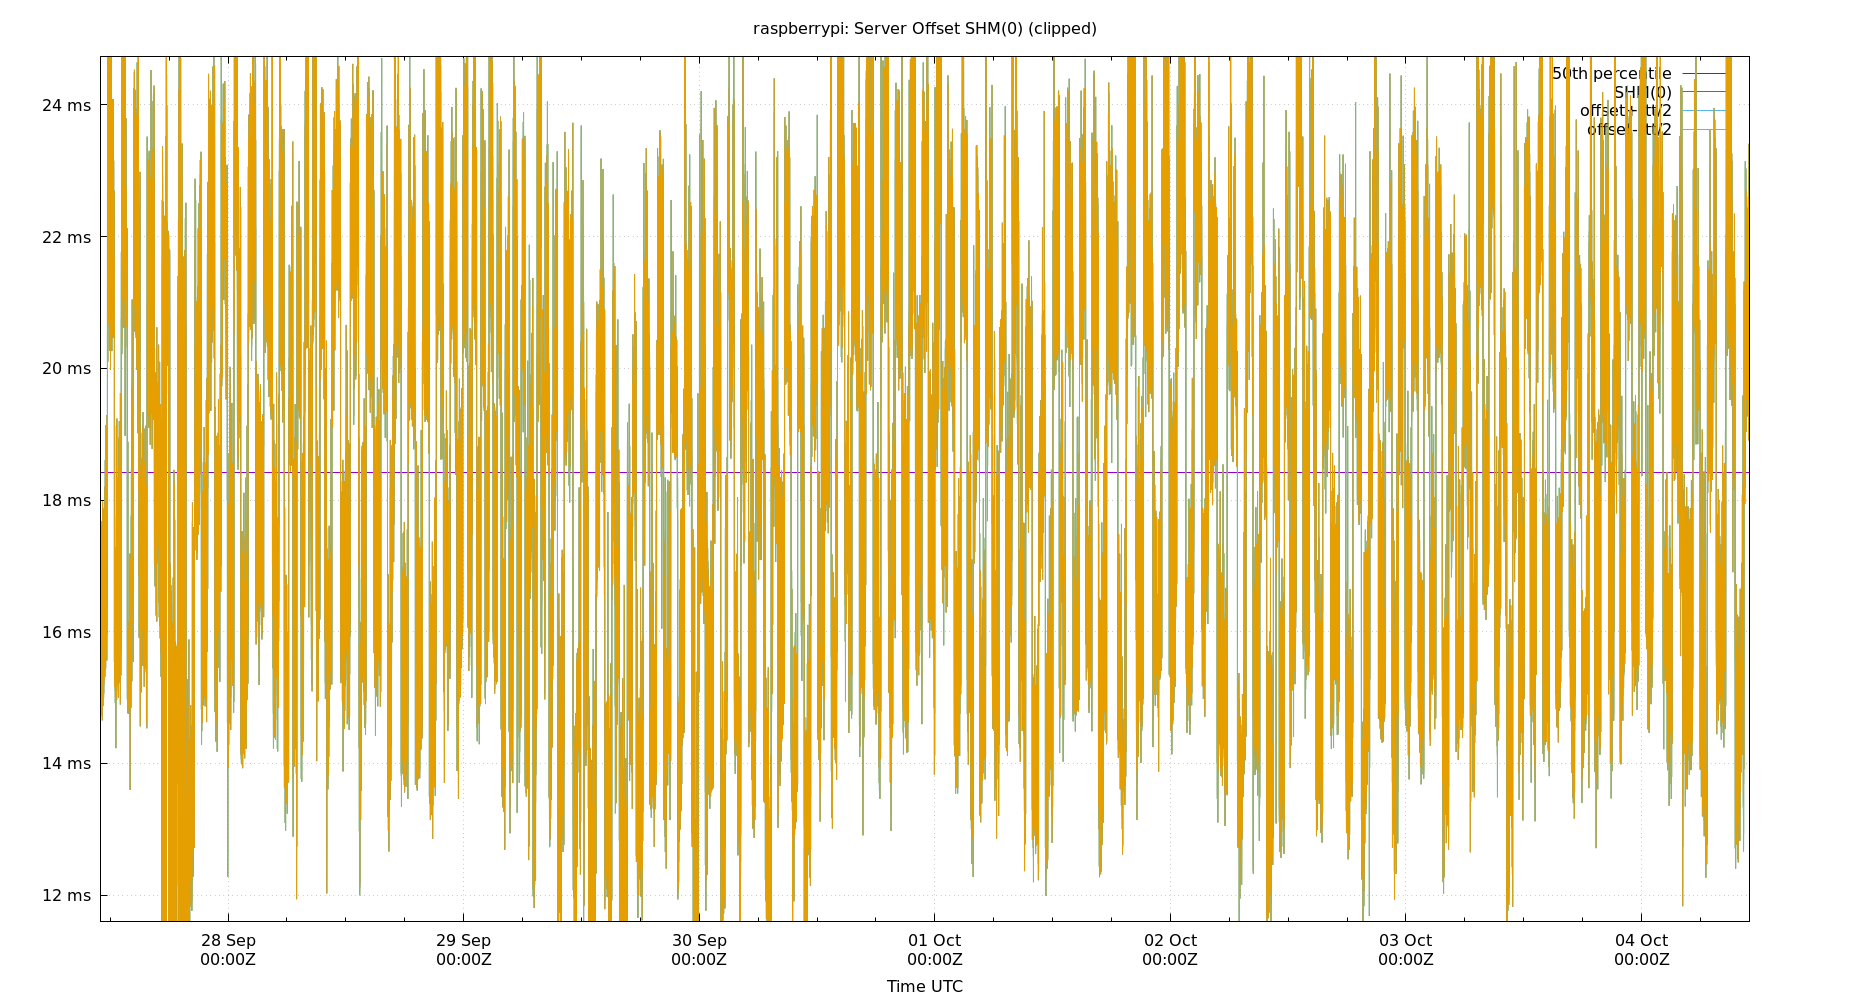 raspberrypi: Server Offset SHM(0) (clipped)
50th percentile
SHM(0)
offset+rtt/2
offset-rtt/2
24 ms
22 ms
20 ms
18 ms
16 ms
14 ms
12 ms
28 Sep 29 Sep 30 Sep 01 Oct 02 Oct 03 Oct 04 Oct
00:00Z 00:00Z 00:00Z 00:00Z 00:00Z 00:00Z 00:00Z
Time UTC